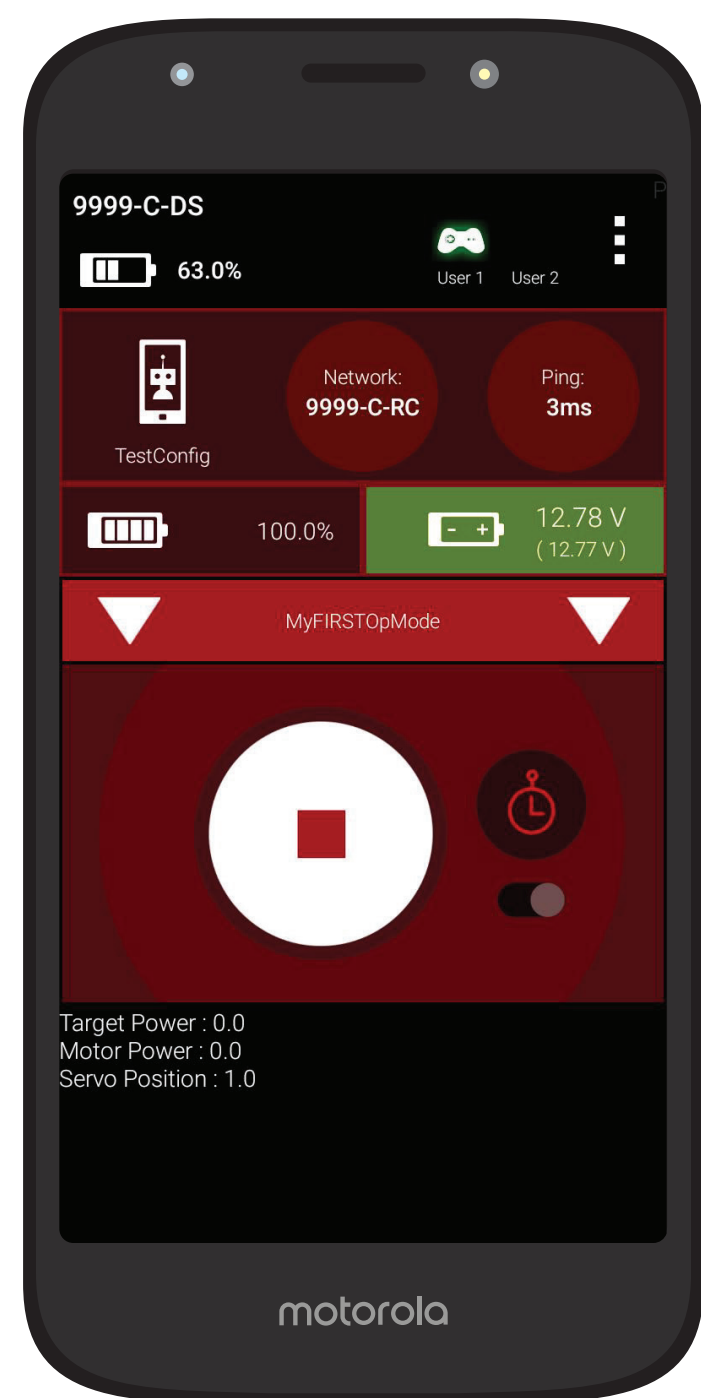 P
9999-C-DS
63.0%
User 1 User 2
Network:
9999-C-RC
Ping:
3ms
TestConfig
100.0%
12.78 V
( 12.77 V )
MyFIRSTOpMode
Target Power : 0.0
Motor Power : 0.0
Servo Position : 1.0
motorola